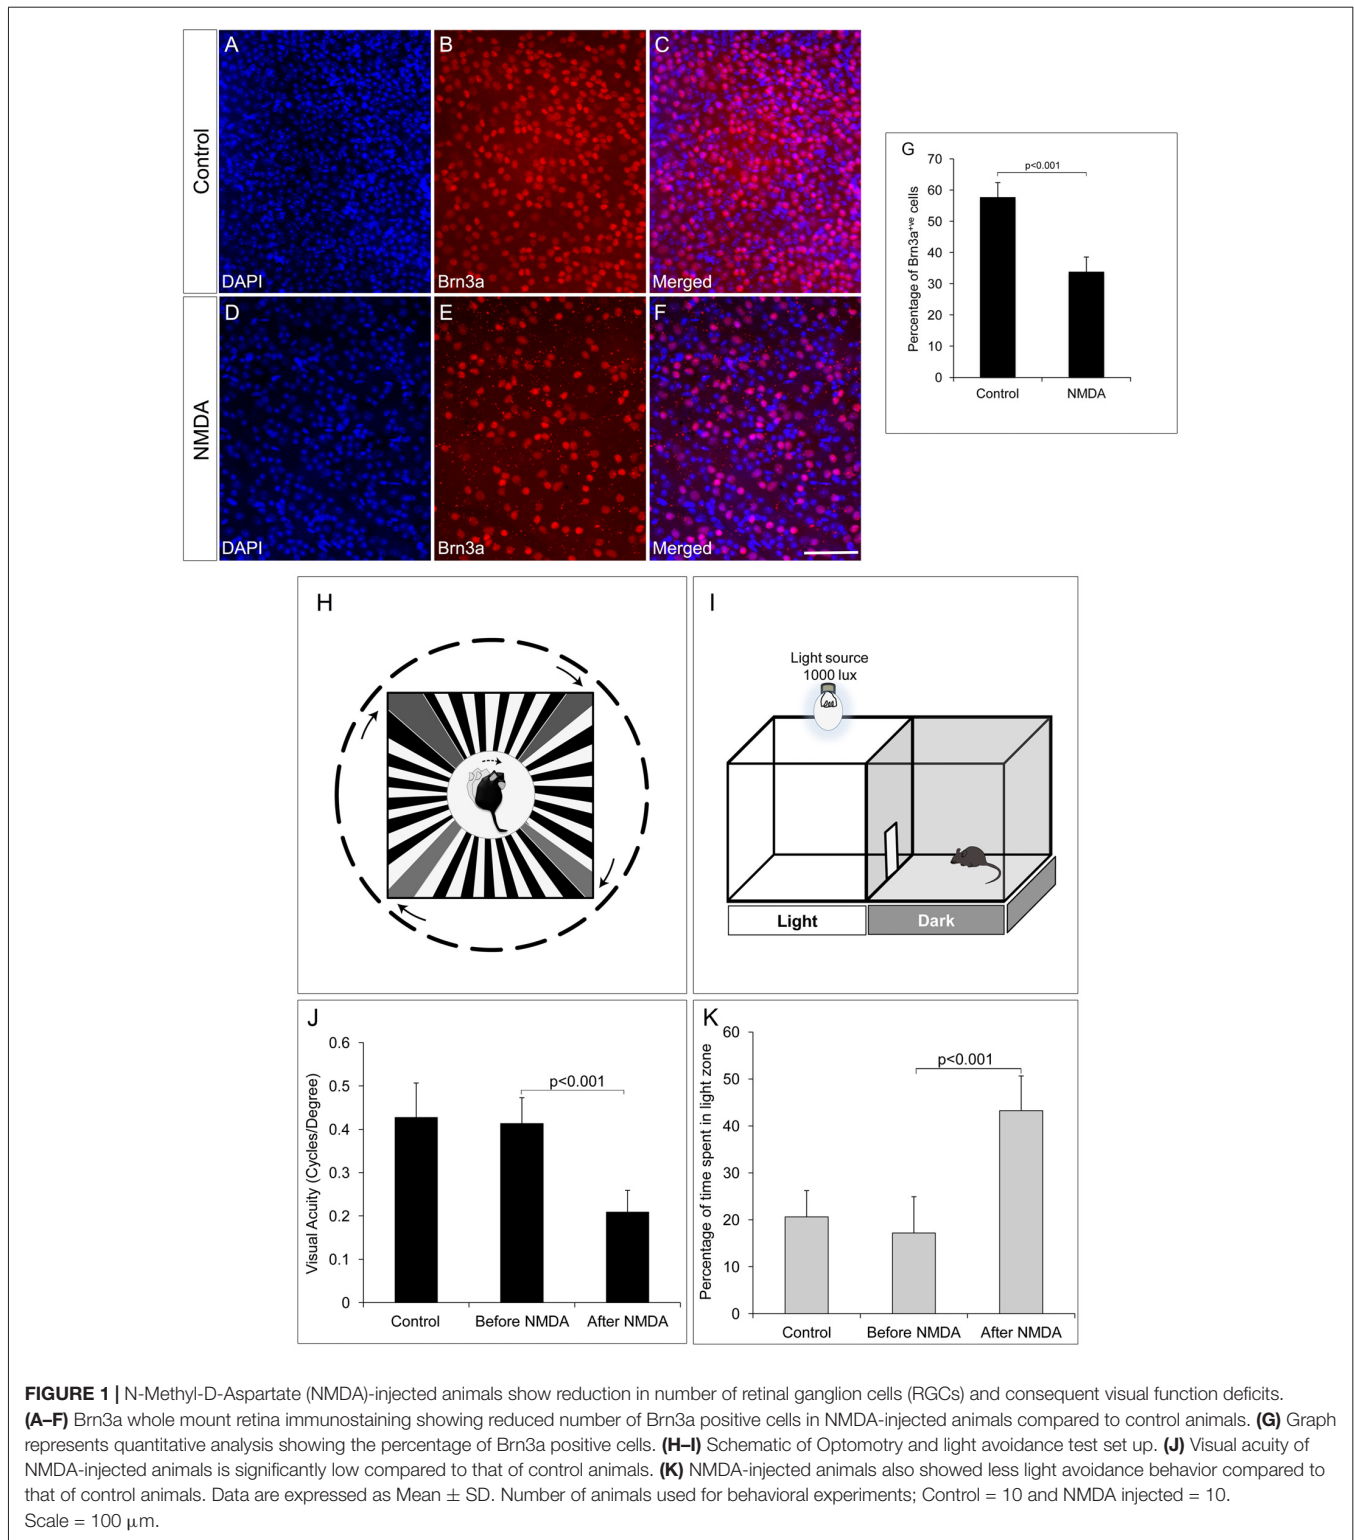 Control
A
DAPI
B
Brn3a
C
Merged
NMDA
D
DAPI
E
Brn3a
F
Merged
G
70
60
50
40
30
20
10
0
Percentage of Brn3a+ve cells
p<0.001
Control
NMDA
H
I
Light source
1000 lux
Light
Dark
J
0.6
0.5
0.4
0.3
0.2
0.1
0
Visual Acuity (Cycles/Degree)
p<0.001
Control
Before NMDA
After NMDA
K
60
50
40
30
20
10
0
Percentage of time spent in light zone
p<0.001
Control
Before NMDA
After NMDA
FIGURE 1 | N-Methyl-D-Aspartate (NMDA)-injected animals show reduction in number of retinal ganglion cells (RGCs) and consequent visual function deficits.
(A–F) Brn3a whole mount retina immunostaining showing reduced number of Brn3a positive cells in NMDA-injected animals compared to control animals. (G) Graph
represents quantitative analysis showing the percentage of Brn3a positive cells. (H–I) Schematic of Optomotry and light avoidance test set up. (J) Visual acuity of
NMDA-injected animals is significantly low compared to that of control animals. (K) NMDA-injected animals also showed less light avoidance behavior compared to
that of control animals. Data are expressed as Mean ± SD. Number of animals used for behavioral experiments; Control = 10 and NMDA injected = 10.
Scale = 100 μm.